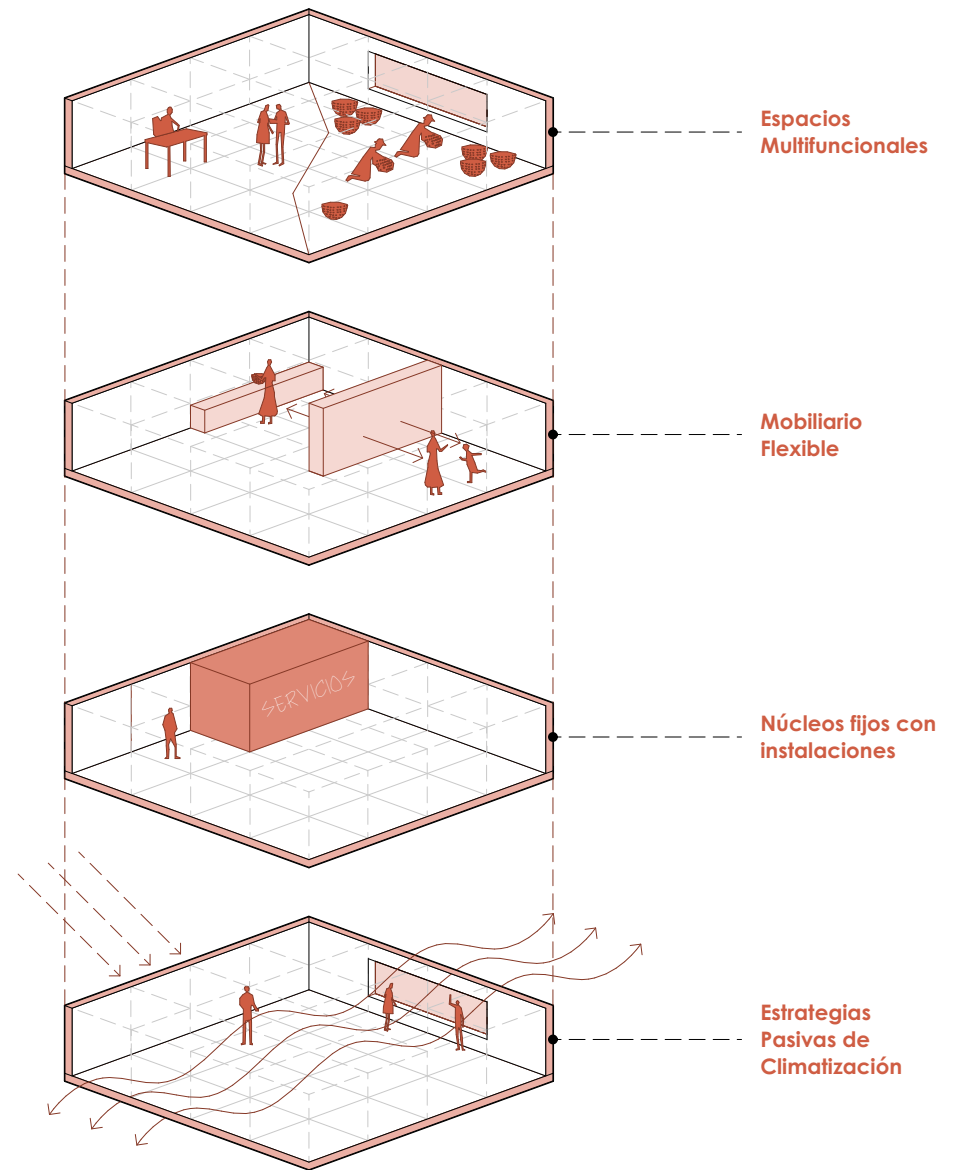 Espacios
Multifuncionales
Mobiliario
Flexible
SERVICIOS
Núcleos fijos con
instalaciones
Estrategias
Pasivas de
Climatización